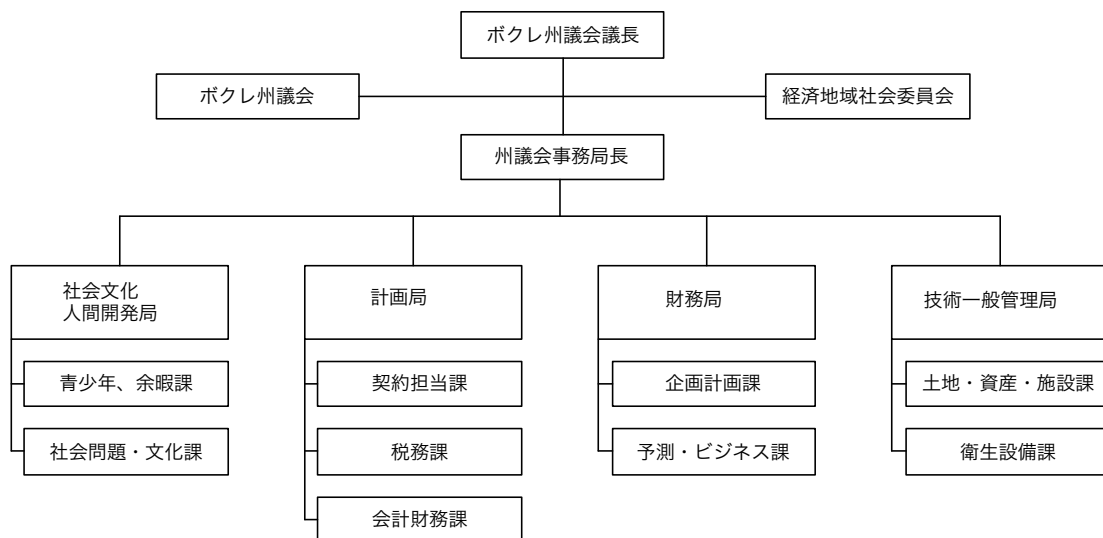 ボクレ州議会議長
ボクレ州議会
経済地域社会委員会
州議会事務局長
社会文化
人間開発局
計画局
財務局
技術一般管理局
青少年、余暇課
契約担当課
企画計画課
土地・資産・施設課
社会問題・文化課
税務課
予測・ビジネス課
衛生設備課
会計財務課